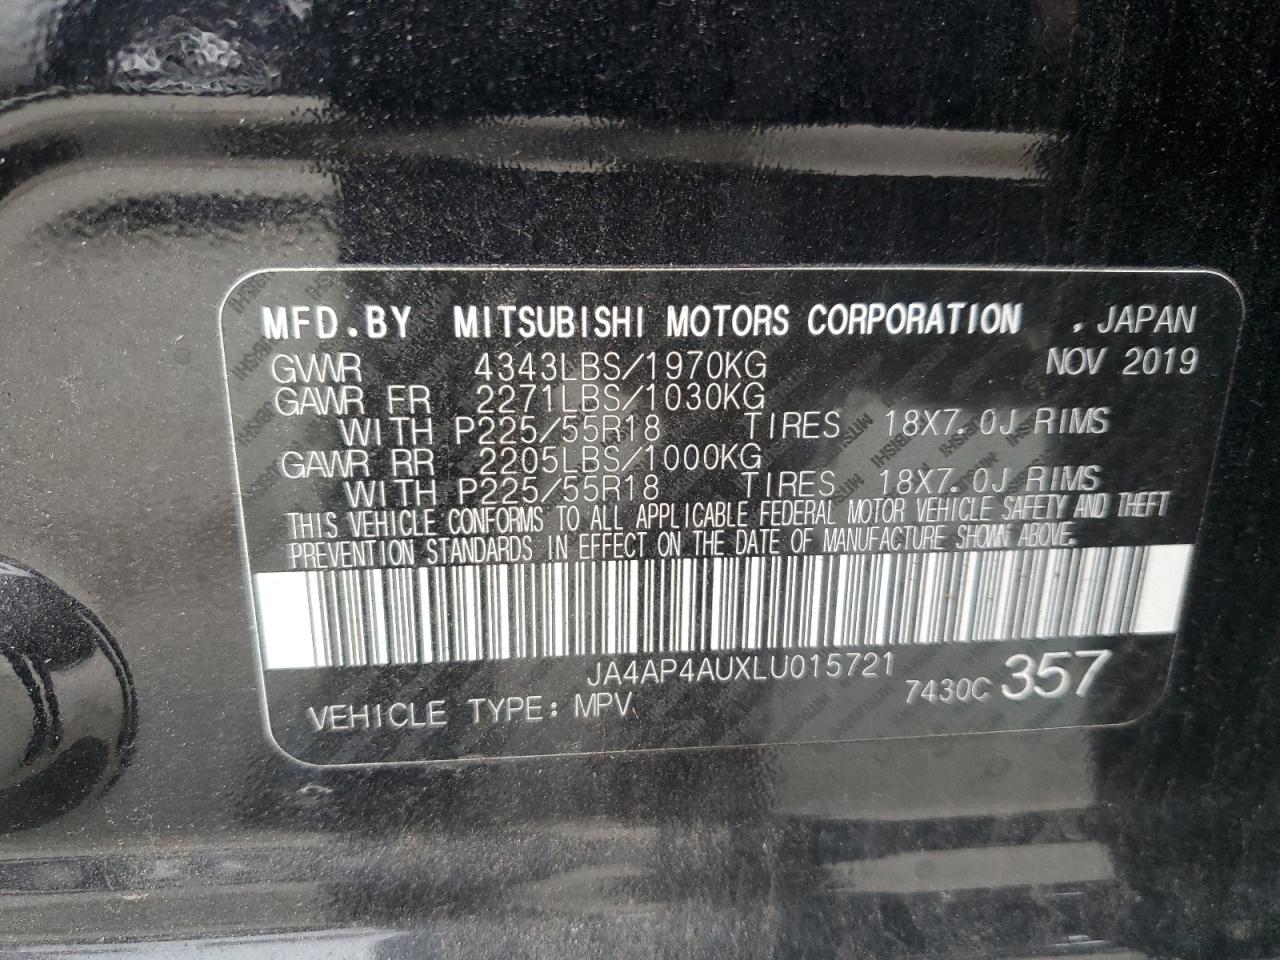 MFD.BY MITSUBISHI MOTORS CORPORATION , JAPAN
GVWR 4343LBS/1970KG NOV 2019
GAWR FR 2271LBS/1030KG
WITH P225/55R18 TIRES 18X7.0J RIMS
GAWR RR 2205LBS/1000KG
WITH P225/55R18 TIRES 18X7.0J RIMS
THIS VEHICLE CONFORMS TO ALL APPLICABLE FEDERAL MOTOR VEHICLE SAFETY AND THEFT
PREVENTION STANDARDS IN EFFECT ON THE DATE OF MANUFACTURE SHOWN ABOVE.
JA4AP4AUXLU015721
VEHICLE TYPE: MPV 7430C 357